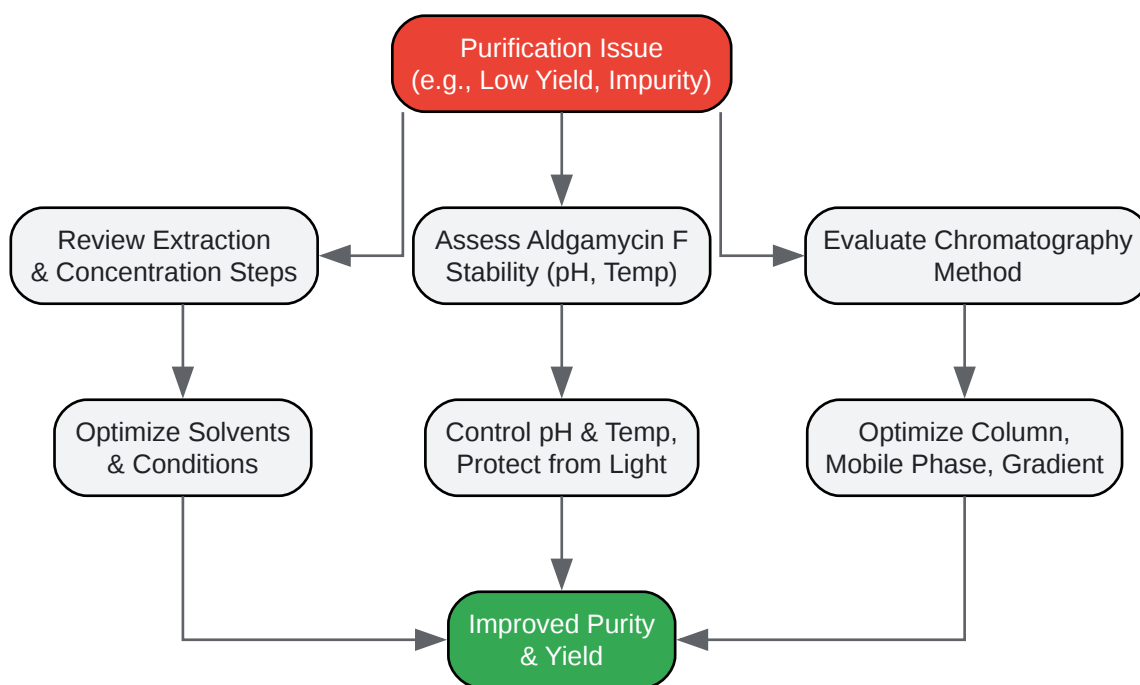 Purification Issue
(e.g., Low Yield, Impurity)
Review Extraction
& Concentration Steps
Assess Aldgamycin F
Stability (pH, Temp)
Evaluate Chromatography
Method
Optimize Solvents
& Conditions
Control pH & Temp,
Protect from Light
Optimize Column,
Mobile Phase, Gradient
Improved Purity
& Yield